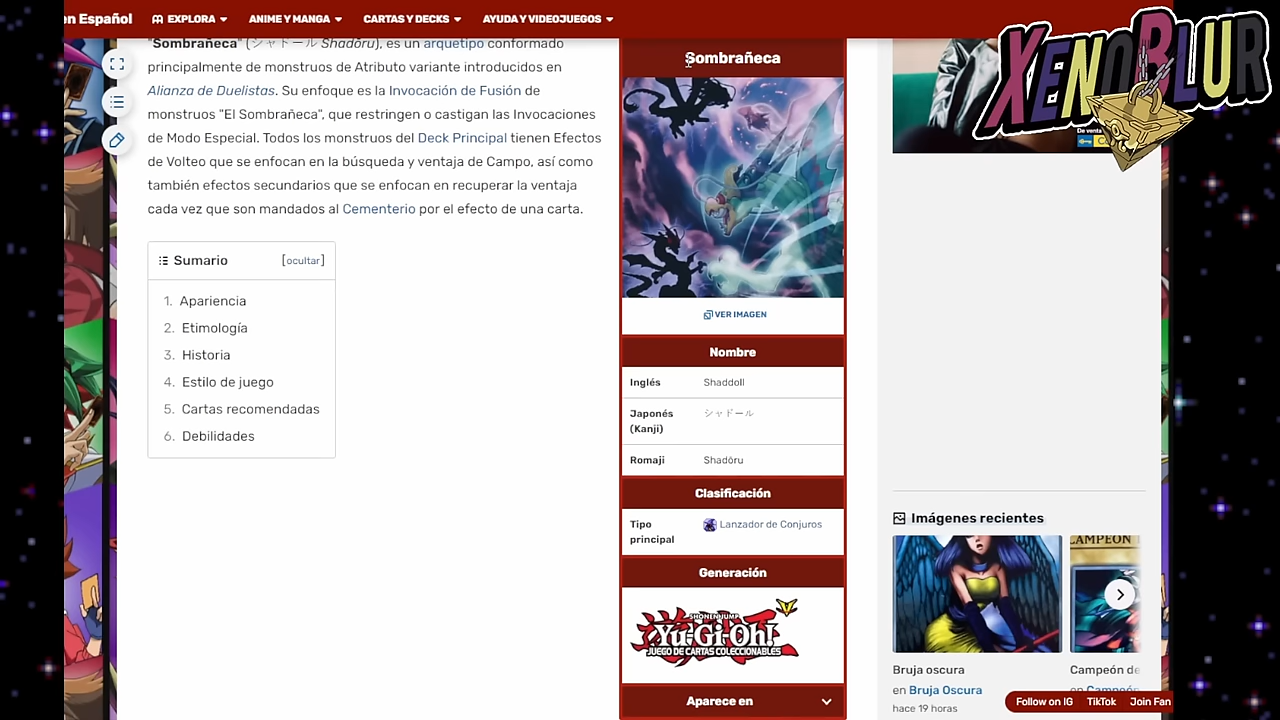 en Español
EXPLORA
ANIME Y MANGA
CARTAS Y DECKS
AYUDA Y VIDEOJUEGOS
XENOBLUR
"Sombrañeca" (シャドール Shadōru), es un arquetipo conformado
principalmente de monstruos de Atributo variante introducidos en
Alianza de Duelistas. Su enfoque es la Invocación de Fusión de
monstruos "El Sombrañeca", que restringen o castigan las Invocaciones
de Modo Especial. Todos los monstruos del Deck Principal tienen Efectos
de Volteo que se enfocan en la búsqueda y ventaja de Campo, así como
también efectos secundarios que se enfocan en recuperar la ventaja
cada vez que son mandados al Cementerio por el efecto de una carta.
Sumario [ocultar]
1. Apariencia
2. Etimología
3. Historia
4. Estilo de juego
5. Cartas recomendadas
6. Debilidades
Sombrañeca
VER IMAGEN
Nombre
Inglés Shaddoll
Japonés シャドール
(Kanji)
Romaji Shadōru
Clasificación
Tipo Lanzador de Conjuros
principal
Generación
SHONEN JUMP
Yu-Gi-Oh!
JUEGO DE CARTAS COLECCIONABLES
Aparece en
De venta
Imágenes recientes
CAMPEÓN
Bruja oscura
en Bruja Oscura
hace 19 horas
Campeón de
en Campeón
Follow on IG TikTok Join Fan